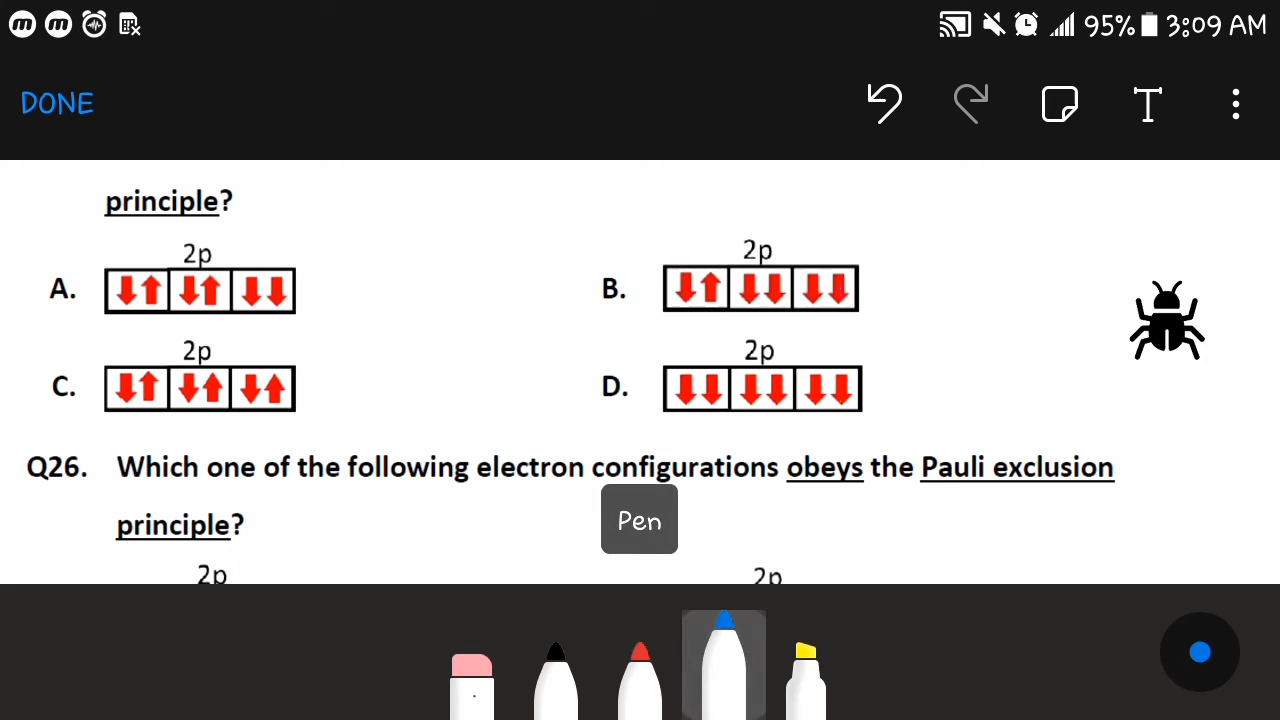 95% 3:09 AM
DONE T
principle?
2p 2p
A. B.
2p 2p
C. D.
Q26. Which one of the following electron configurations obeys the Pauli exclusion
principle?
Pen
2p 2p